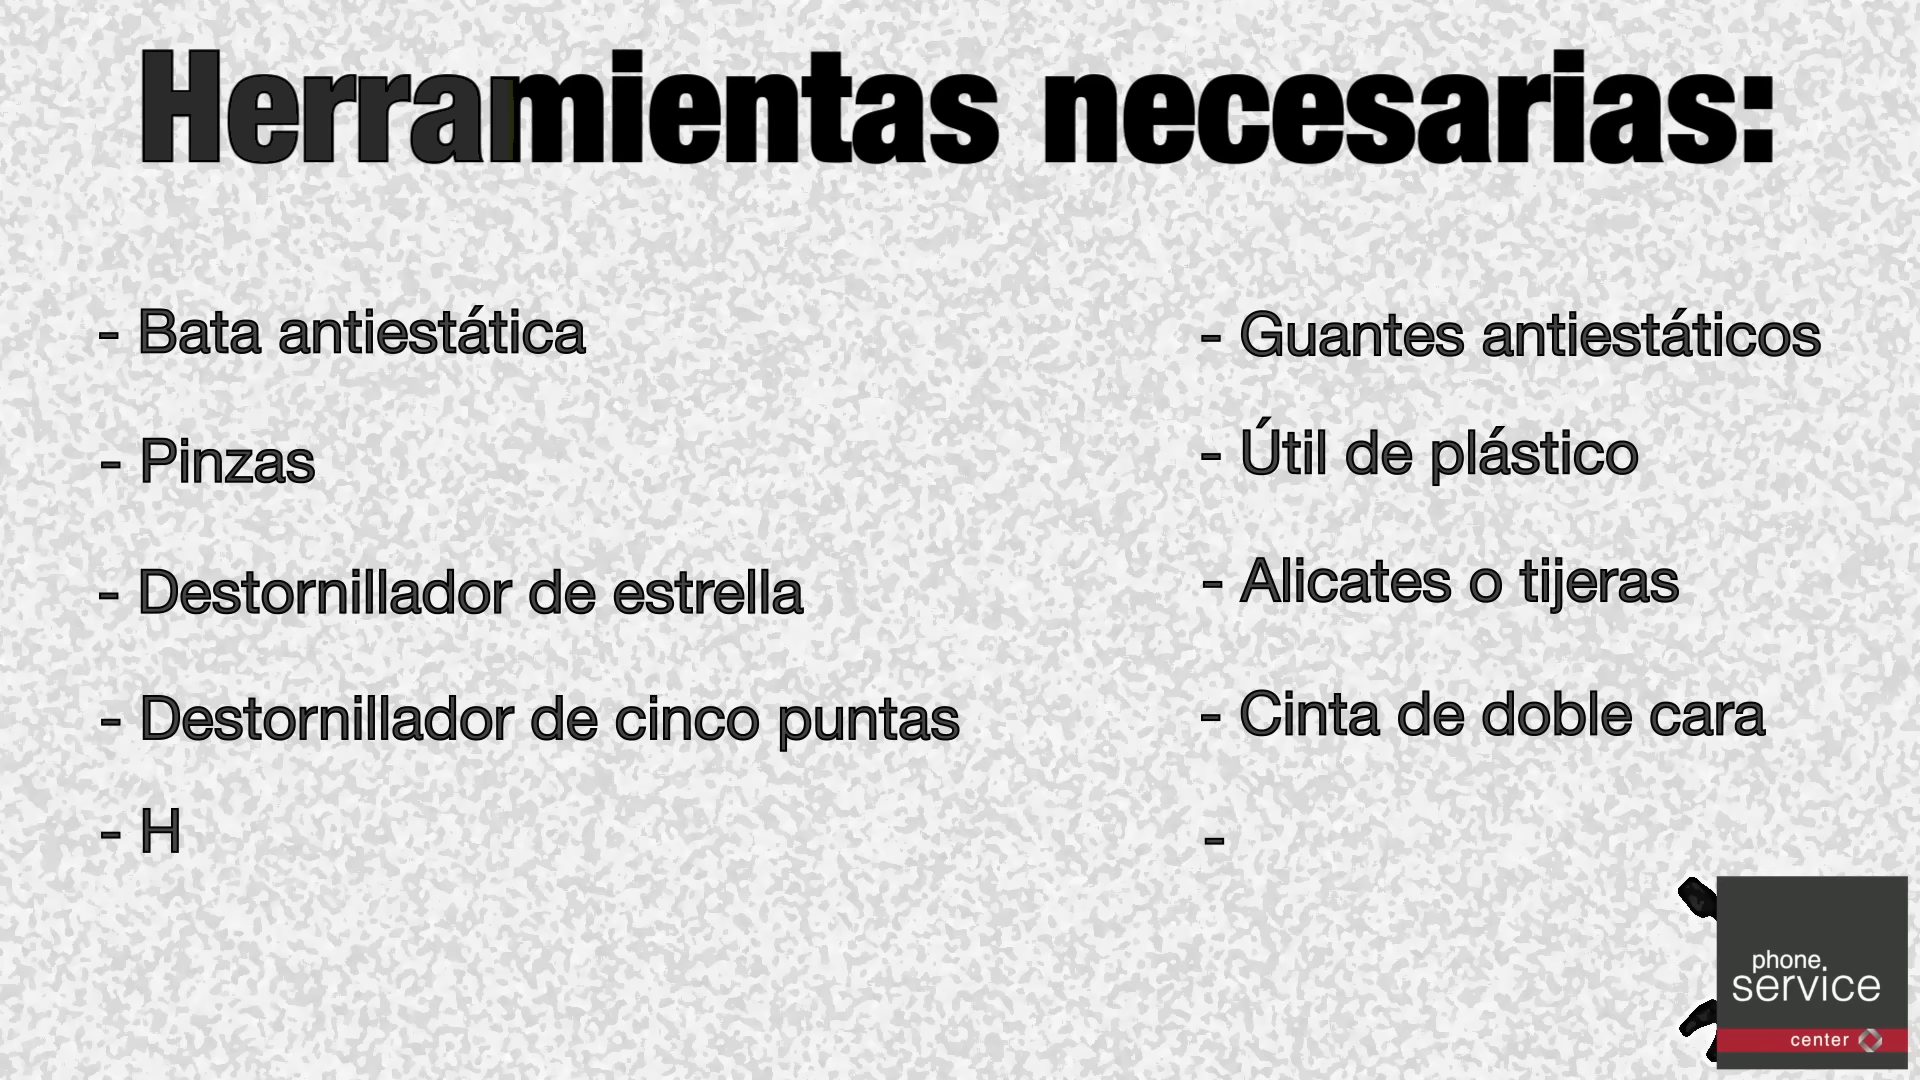 Herramientas necesarias:
- Bata antiestática
- Pinzas
- Destornillador de estrella
- Destornillador de cinco puntas
- H
- Guantes antiestáticos
- Útil de plástico
- Alicates o tijeras
- Cinta de doble cara
-
phone
service
center